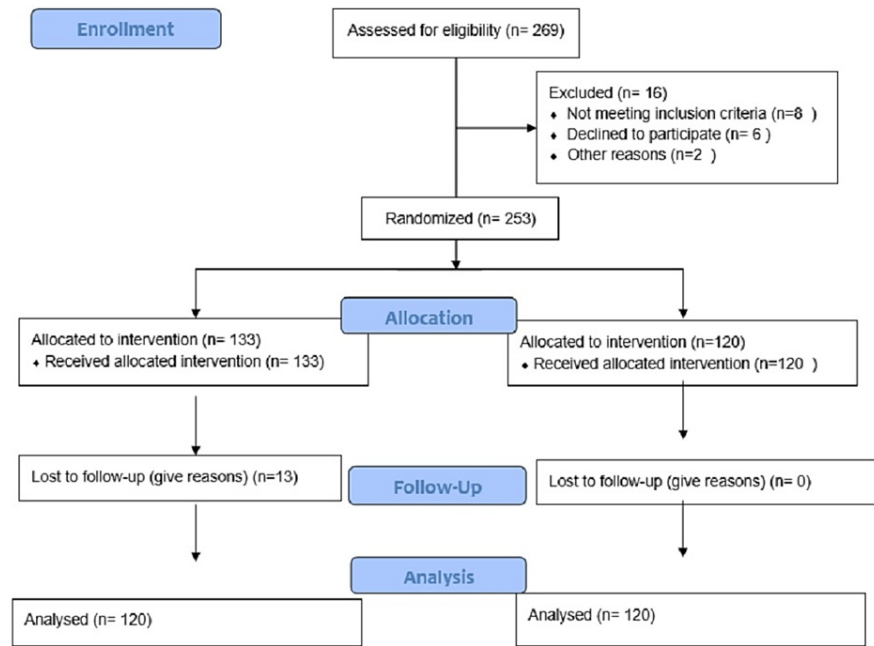 Enrollment
Assessed for eligibility (n= 269)
Excluded (n= 16)
♦ Not meeting inclusion criteria (n=8 )
♦ Declined to participate (n= 6 )
♦ Other reasons (n=2 )
Randomized (n= 253)
Allocation
Allocated to intervention (n= 133)
♦ Received allocated intervention (n= 133)
Allocated to intervention (n=120)
♦ Received allocated intervention (n=120 )
Follow-Up
Lost to follow-up (give reasons) (n=13)
Lost to follow-up (give reasons) (n= 0)
Analysis
Analysed (n= 120)
Analysed (n= 120)